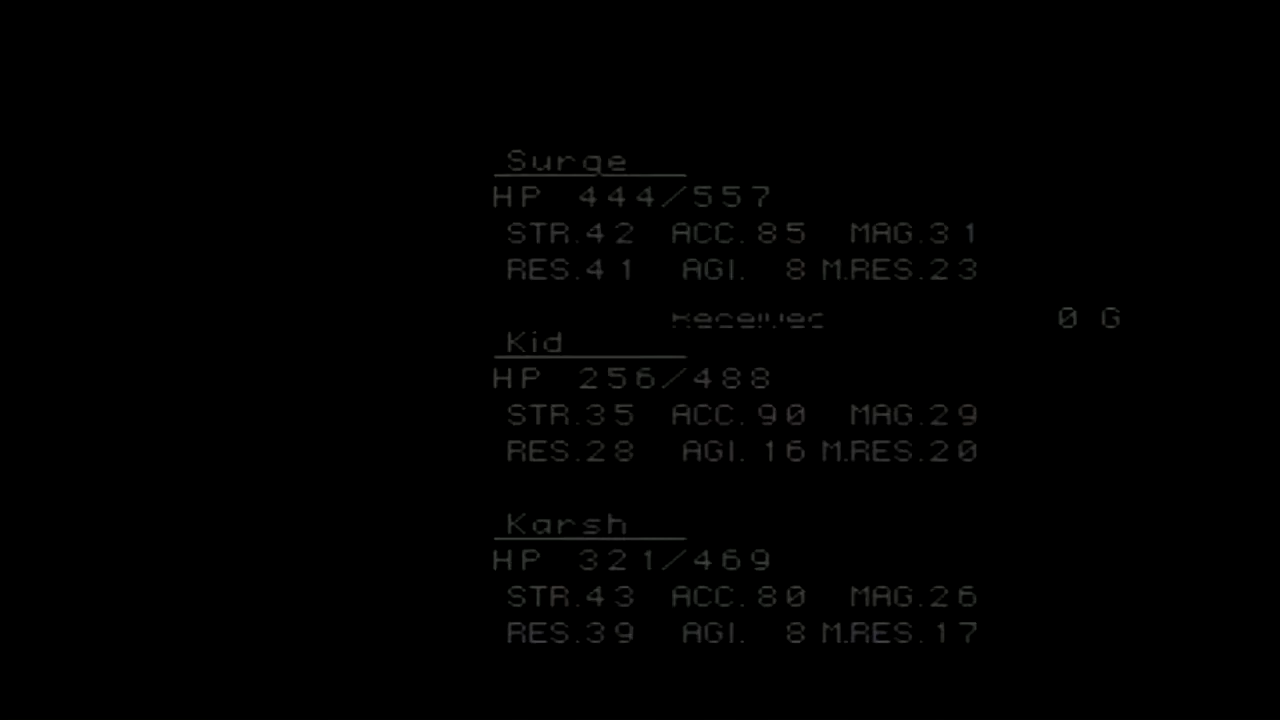 Surge
HP 444/557
STR.42 ACC.85 MAG.31
RES.41 AGI. 8 M.RES.23
Received 0 G
Kid
HP 256/488
STR.35 ACC.90 MAG.29
RES.28 AGI.16 M.RES.20
Karsh
HP 321/469
STR.43 ACC.80 MAG.26
RES.39 AGI. 8 M.RES.17